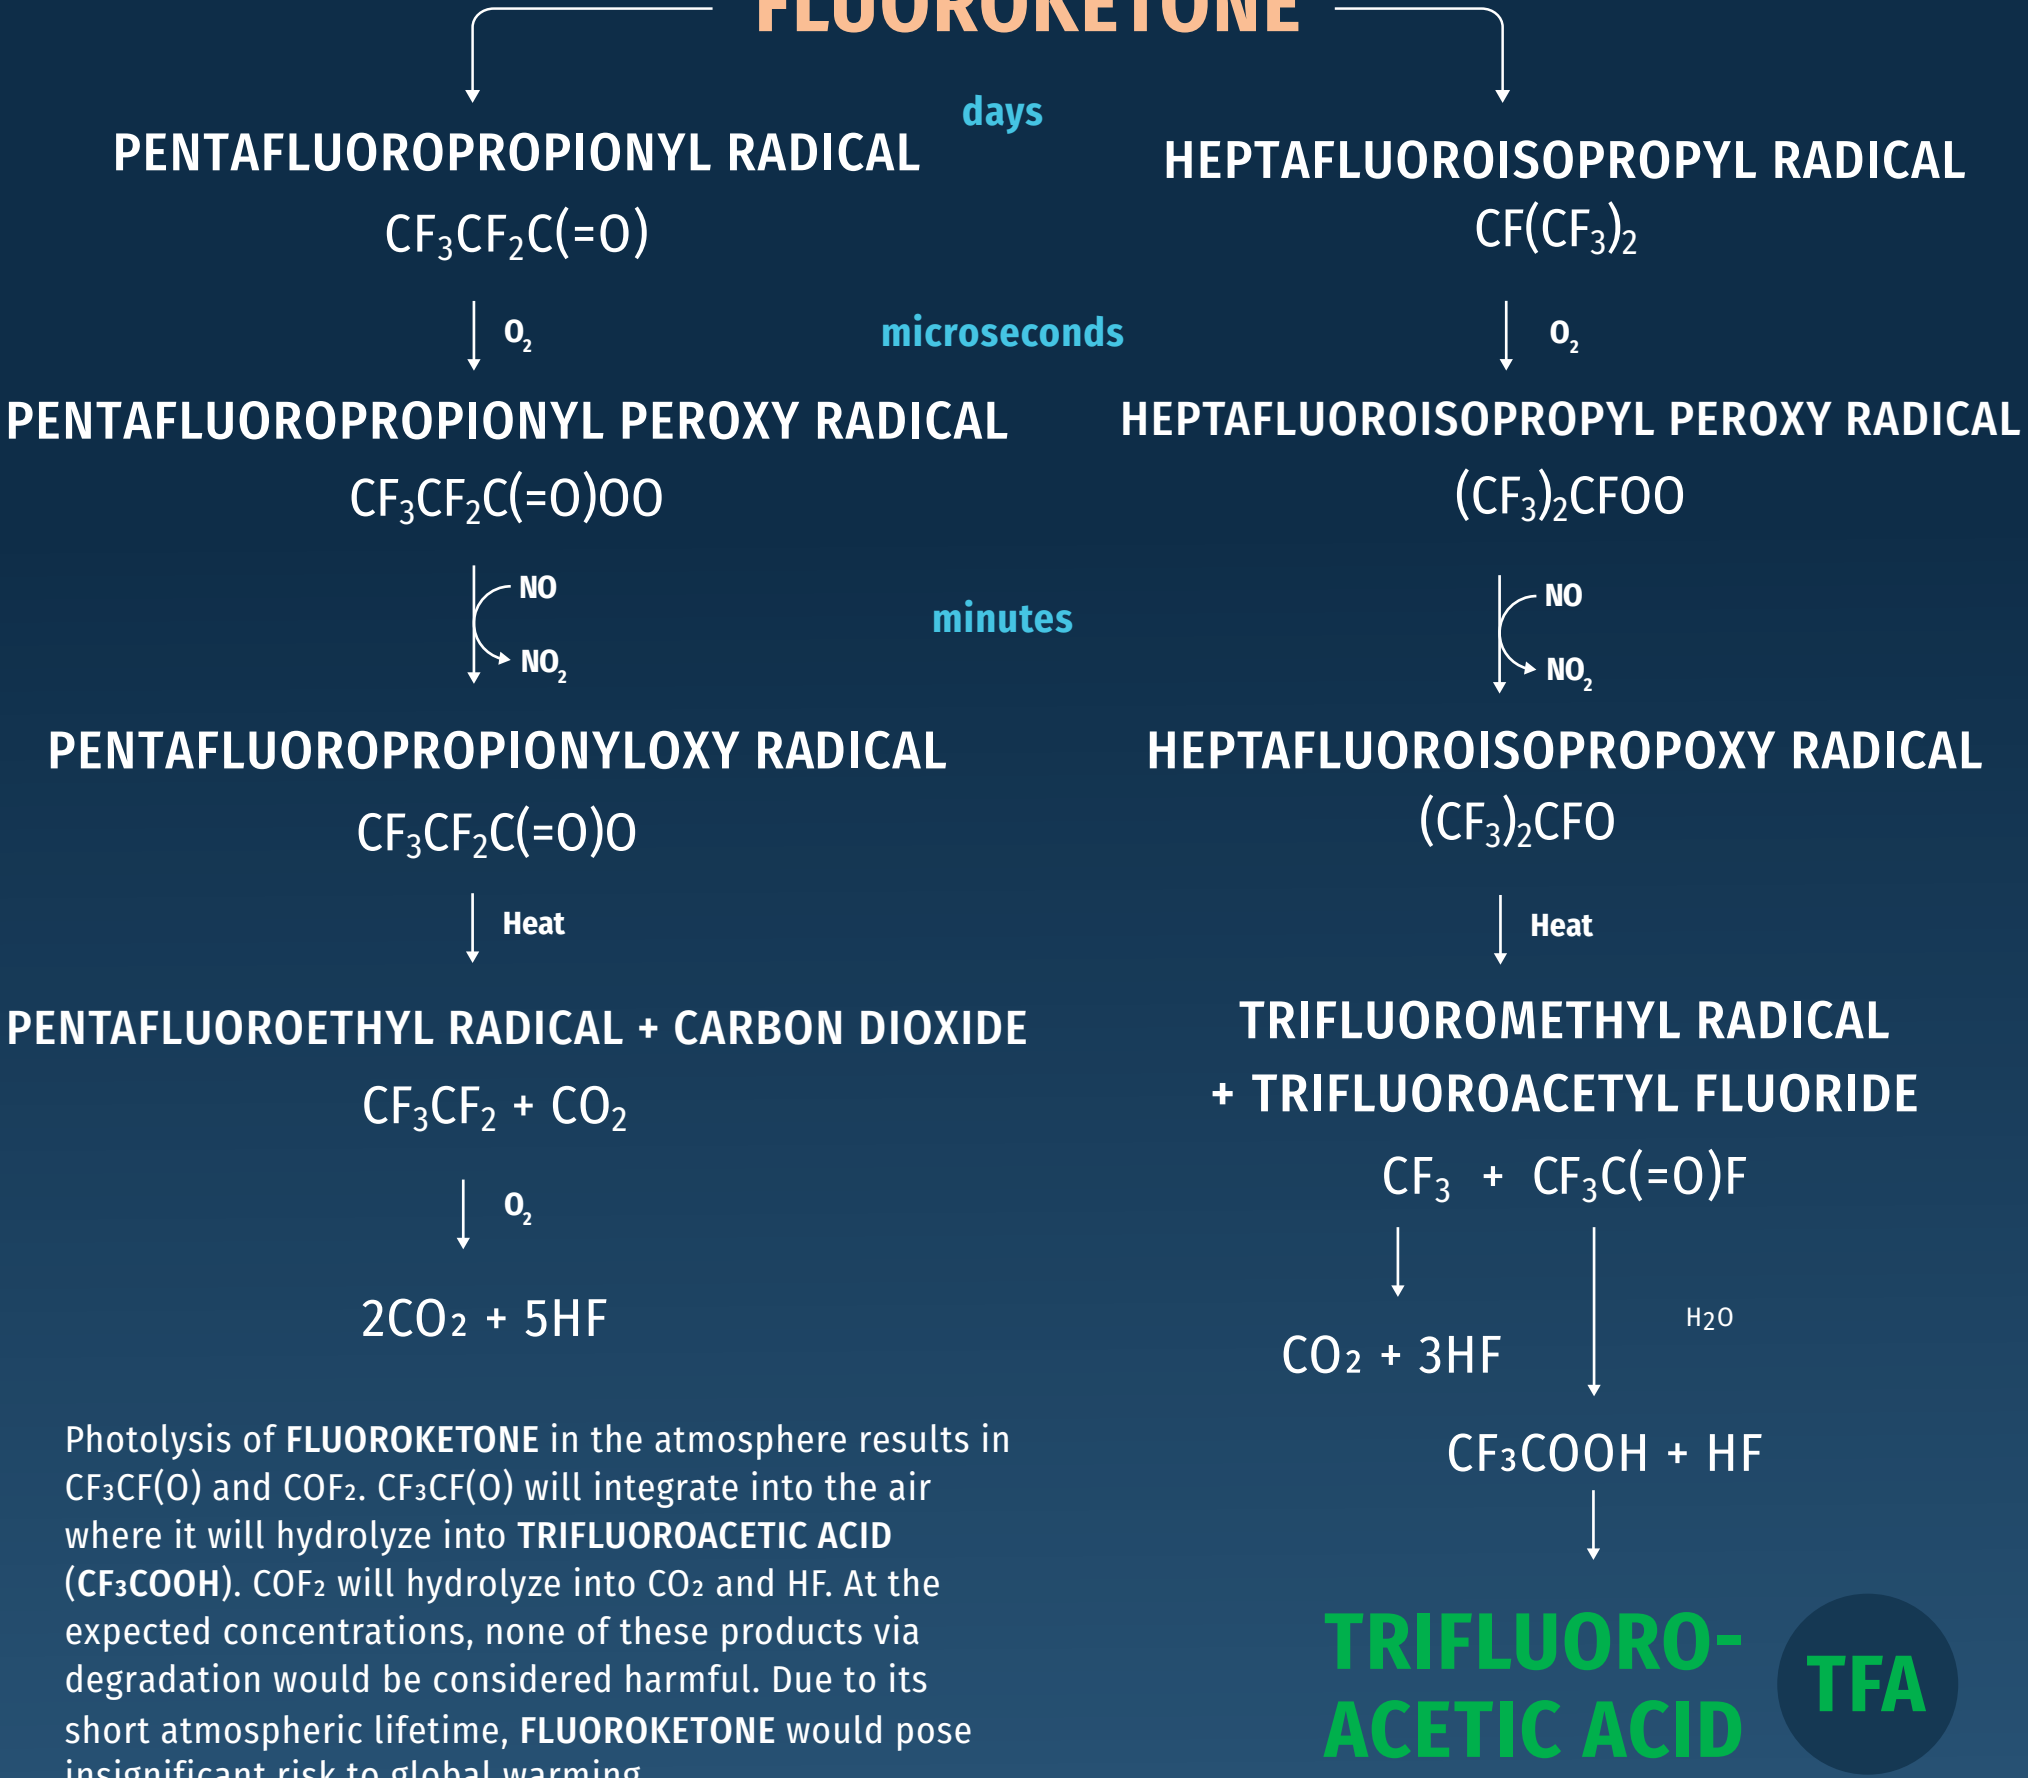 FLUOROKETONE
days
PENTAFLUOROPROPIONYL RADICAL
HEPTAFLUOROISOPROPYL RADICAL
CF₃CF₂C(=O)
CF(CF₃)₂
O₂
microseconds
O₂
PENTAFLUOROPROPIONYL PEROXY RADICAL
HEPTAFLUOROISOPROPYL PEROXY RADICAL
CF₃CF₂C(=O)OO
(CF₃)₂CFOO
NO
NO₂
minutes
NO
NO₂
PENTAFLUOROPROPIONYLOXY RADICAL
HEPTAFLUOROISOPROPOXY RADICAL
CF₃CF₂C(=O)O
(CF₃)₂CFO
Heat
Heat
PENTAFLUOROETHYL RADICAL + CARBON DIOXIDE
TRIFLUOROMETHYL RADICAL
+ TRIFLUOROACETYL FLUORIDE
CF₃CF₂ + CO₂
CF₃ + CF₃C(=O)F
O₂
2CO₂ + 5HF
H₂O
CO₂ + 3HF
CF₃COOH + HF
Photolysis of FLUOROKETONE in the atmosphere results in
CF₃CF(O) and COF₂. CF₃CF(O) will integrate into the air
where it will hydrolyze into TRIFLUOROACETIC ACID
(CF₃COOH). COF₂ will hydrolyze into CO₂ and HF. At the
expected concentrations, none of these products via
degradation would be considered harmful. Due to its
short atmospheric lifetime, FLUOROKETONE would pose
insignificant risk to global warming.
TRIFLUORO-
ACETIC ACID
TFA